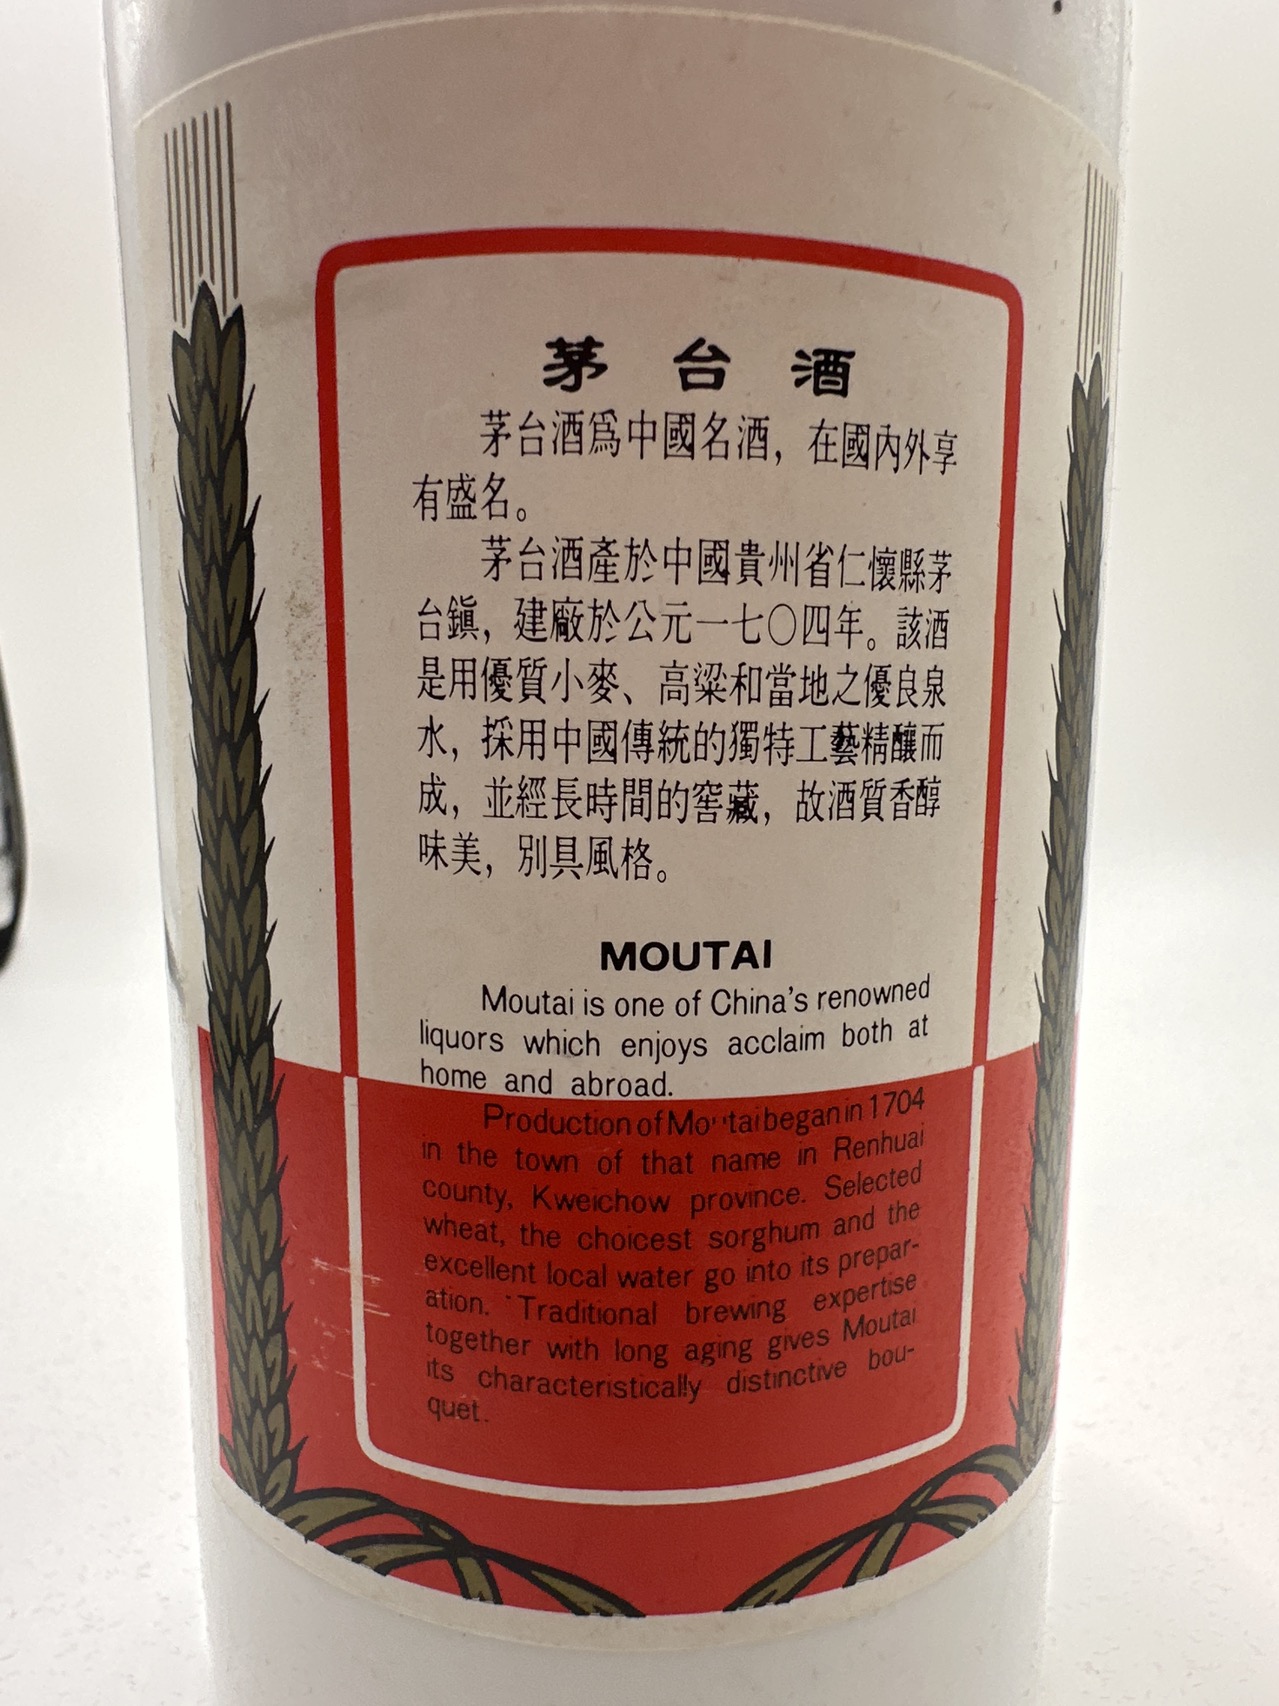 茅台酒
茅台酒爲中國名酒，在國內外享
有盛名。
茅台酒產於中國貴州省仁懷縣茅
台鎭，建廠於公元一七〇四年。該酒
是用優質小麥、高粱和當地之優良泉
水，採用中國傳統的獨特工藝精釀而
成，並經長時間的窖藏，故酒質香醇
味美，別具風格。
MOUTAI
Moutai is one of China's renowned
liquors which enjoys acclaim both at
home and abroad.
Production of Moutai began in 1704
in the town of that name in Renhuai
county, Kweichow province. Selected
wheat, the choicest sorghum and the
excellent local water go into its prepar-
ation. Traditional brewing expertise
together with long aging gives Moutai
its characteristically distinctive bou-
quet.